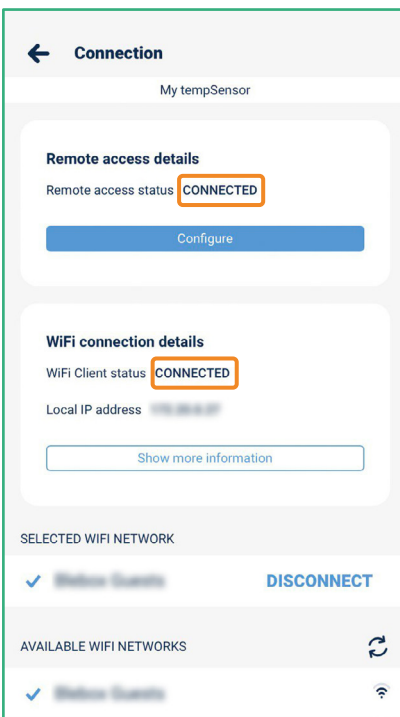 Connection
My tempSensor
Remote access details
Remote access status CONNECTED
Configure
WiFi connection details
WiFi Client status CONNECTED
Local IP address
Show more information
SELECTED WIFI NETWORK
DISCONNECT
AVAILABLE WIFI NETWORKS